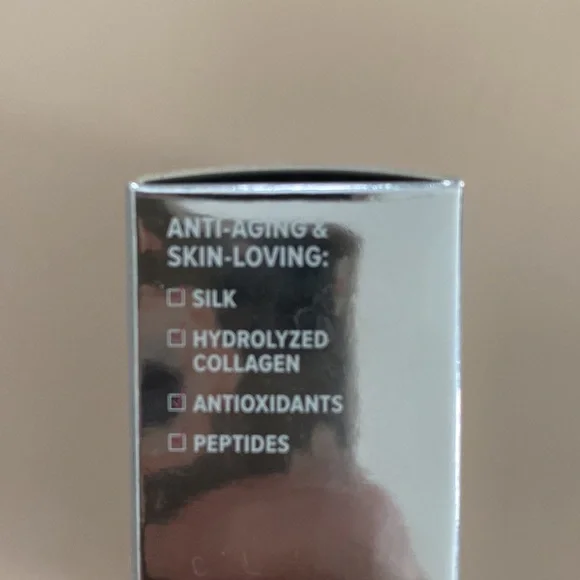 ANTI-AGING &
SKIN-LOVING:
☐ SILK
☐ HYDROLYZED
COLLAGEN
☐ ANTIOXIDANTS
☐ PEPTIDES